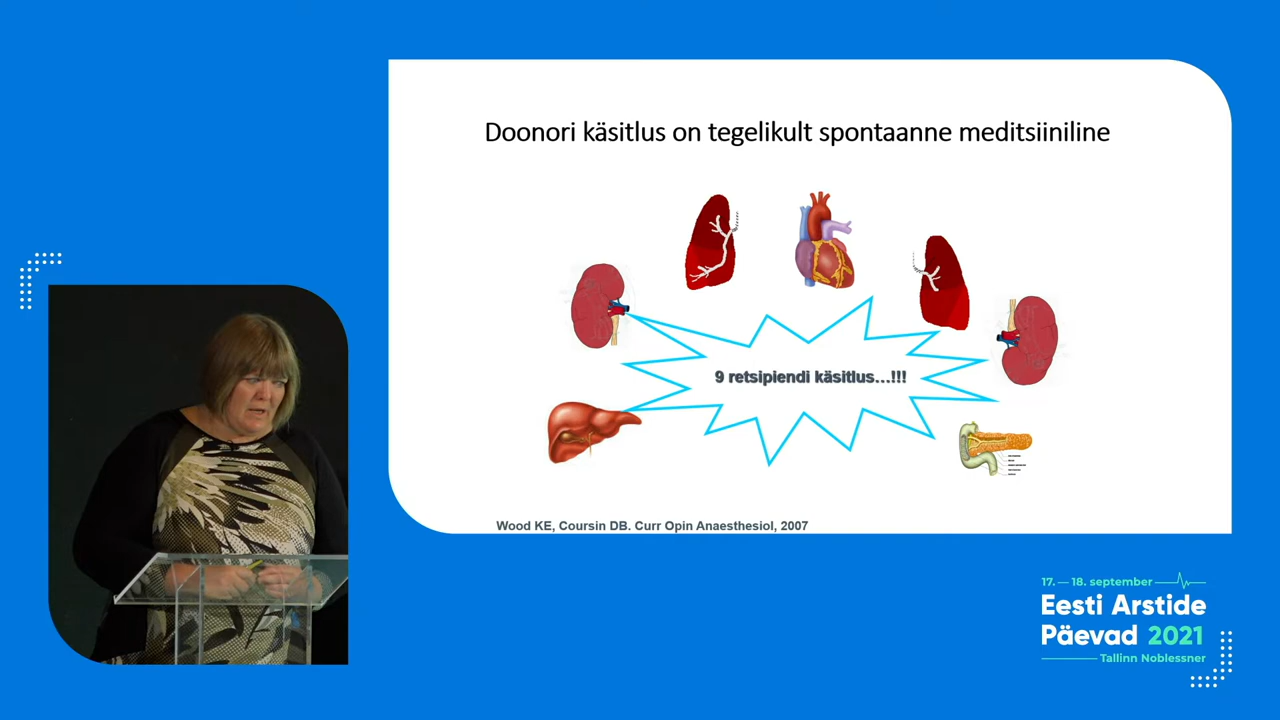 Doonori käsitlus on tegelikult spontaanne meditsiiniline
9 retsipiendi käsitlus...!!!
Wood KE, Coursin DB. Curr Opin Anaesthesiol, 2007
17. — 18. september
Eesti Arstide
Päevad 2021
Tallinn Noblessner